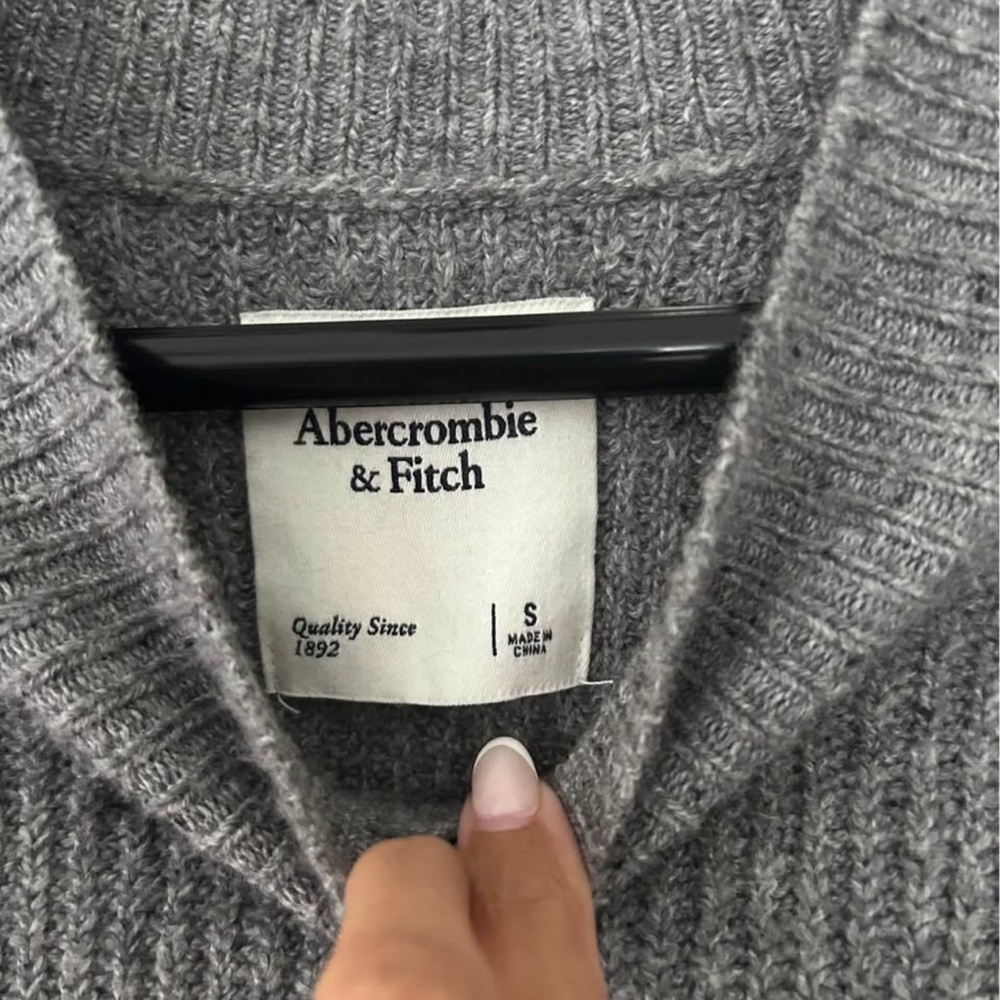 Abercrombie
& Fitch
Quality Since
1892
S
MADE IN
CHINA